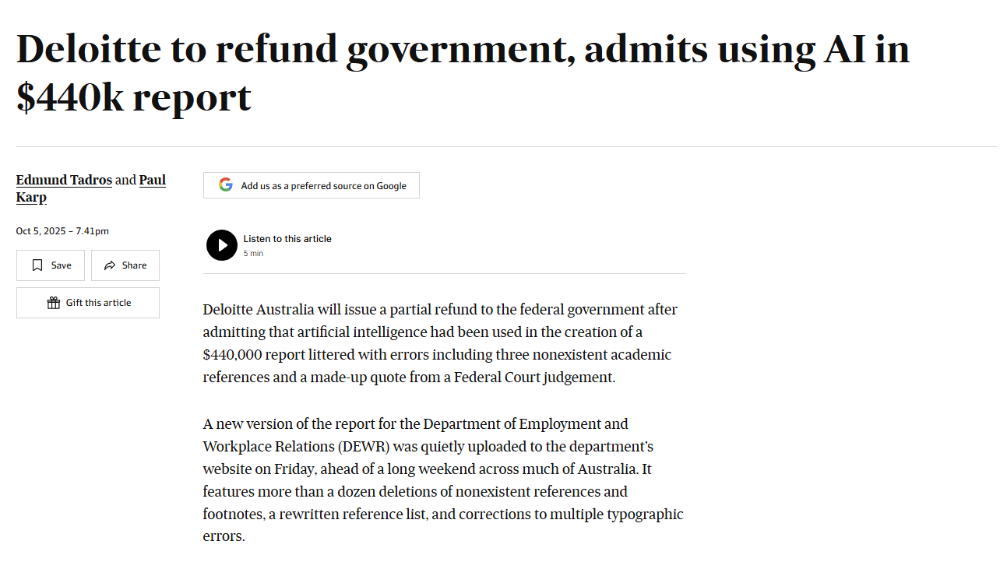 Deloitte to refund government, admits using AI in
$440k report
Edmund Tadros and Paul
Karp
Oct 5, 2025 – 7.41pm
Save
Share
Gift this article
Add us as a preferred source on Google
Listen to this article
5 min
Deloitte Australia will issue a partial refund to the federal government after
admitting that artificial intelligence had been used in the creation of a
$440,000 report littered with errors including three nonexistent academic
references and a made-up quote from a Federal Court judgement.
A new version of the report for the Department of Employment and
Workplace Relations (DEWR) was quietly uploaded to the department’s
website on Friday, ahead of a long weekend across much of Australia. It
features more than a dozen deletions of nonexistent references and
footnotes, a rewritten reference list, and corrections to multiple typographic
errors.